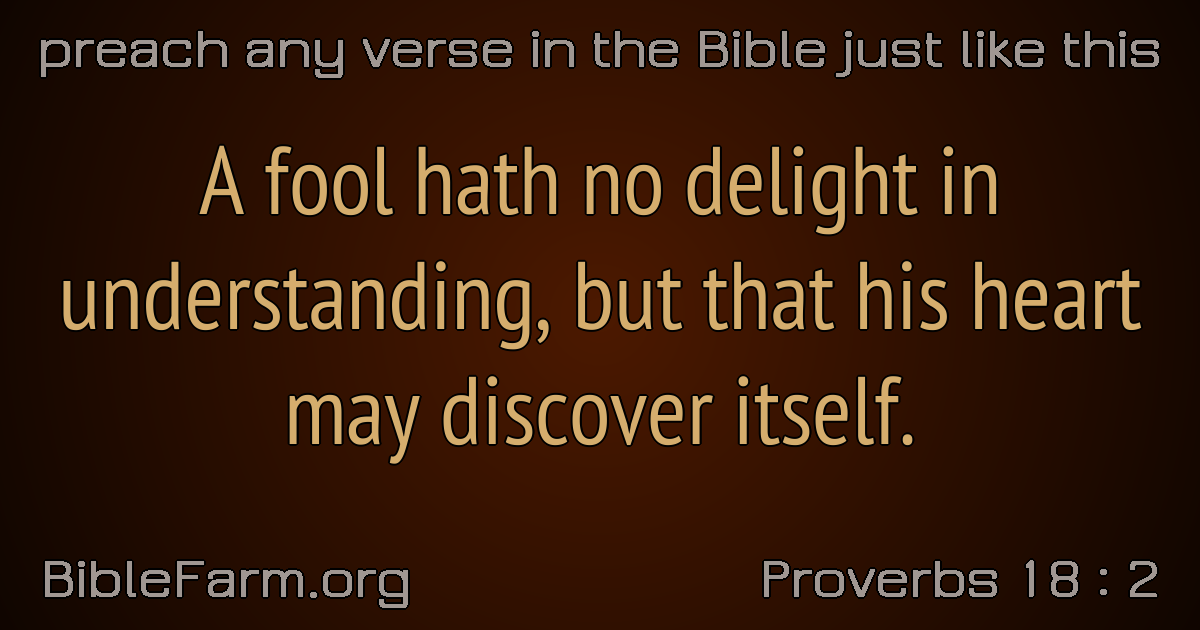 preach any verse in the Bible just like this
A fool hath no delight in
understanding, but that his heart
may discover itself.
BibleFarm.org
Proverbs 18 : 2